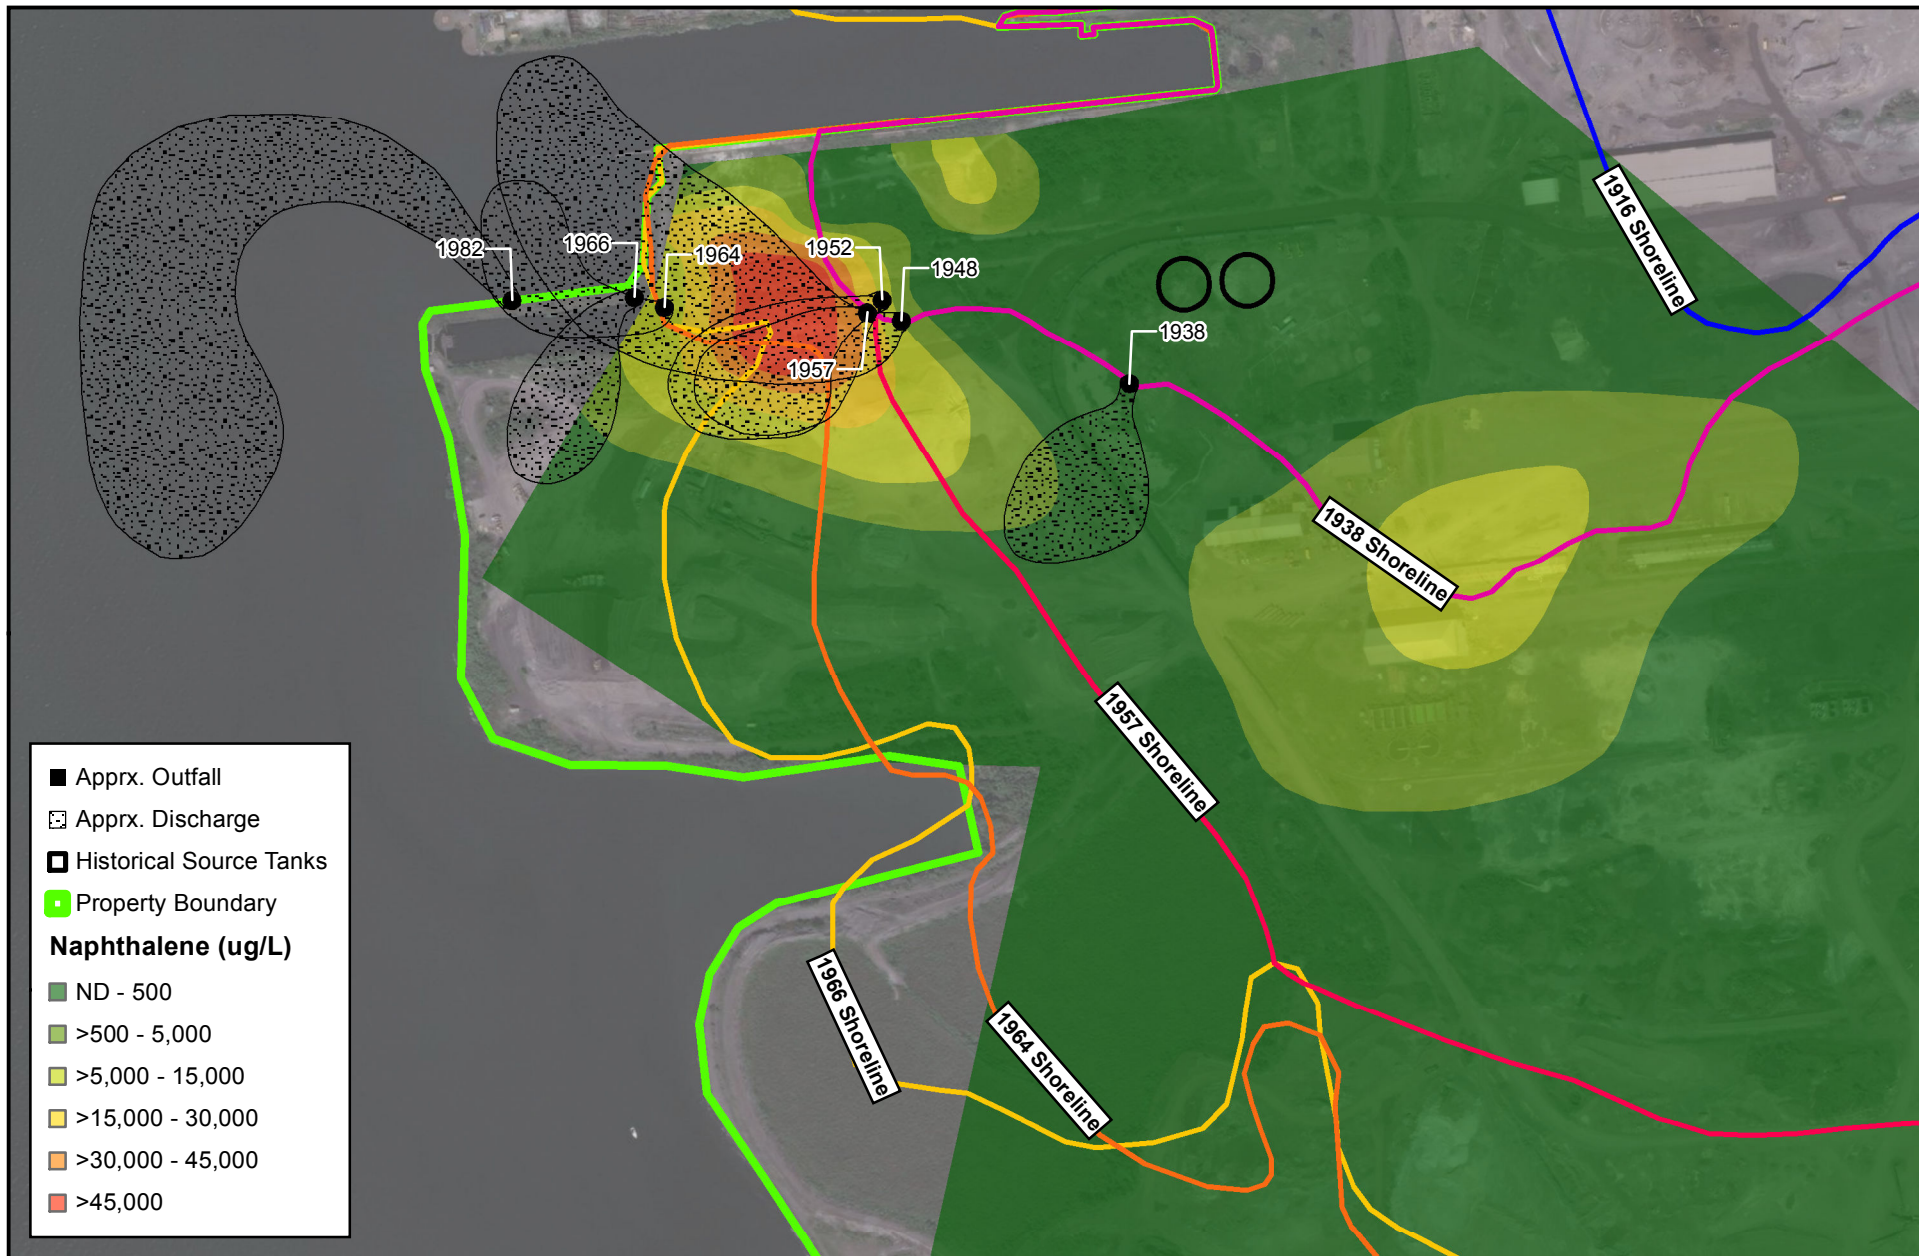 1982
1966
1964
1952
1948
1938
1957
1916 Shoreline
1938 Shoreline
1957 Shoreline
1966 Shoreline
1964 Shoreline
Apprx. Outfall
Apprx. Discharge
Historical Source Tanks
Property Boundary
Naphthalene (ug/L)
ND - 500
>500 - 5,000
>5,000 - 15,000
>15,000 - 30,000
>30,000 - 45,000
>45,000